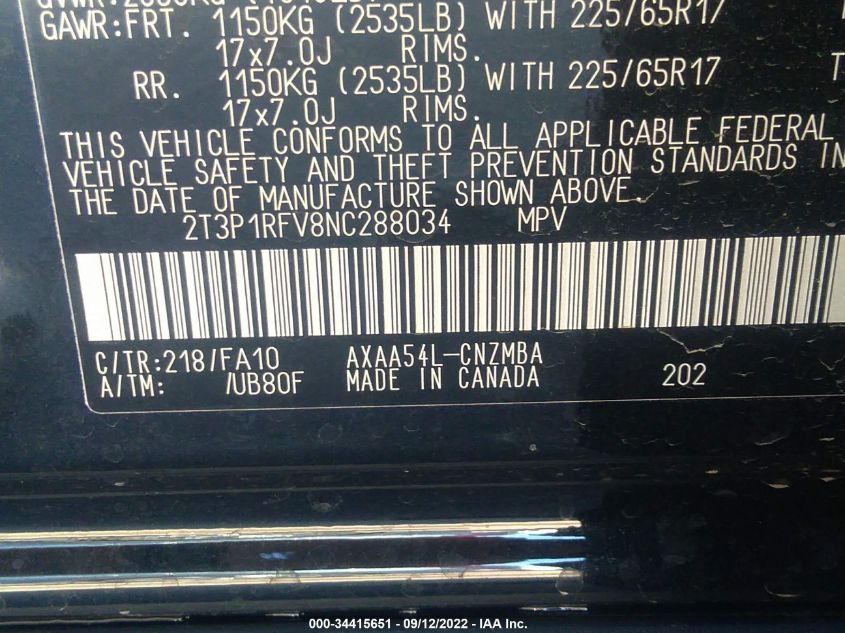 GAWR:FRT. 1150KG (2535LB) WITH 225/65R17
17x7.0J RIMS.
RR. 1150KG (2535LB) WITH 225/65R17
17x7.0J RIMS.
THIS VEHICLE CONFORMS TO ALL APPLICABLE FEDERAL
VEHICLE SAFETY AND THEFT PREVENTION STANDARDS IN
THE DATE OF MANUFACTURE SHOWN ABOVE.
2T3P1RFV8NC288034 MPV
C/TR:218/FA10 AXAA54L-CNZMBA
A/TM: /UB80F MADE IN CANADA 202
000-34415651 - 09/12/2022 - IAA Inc.